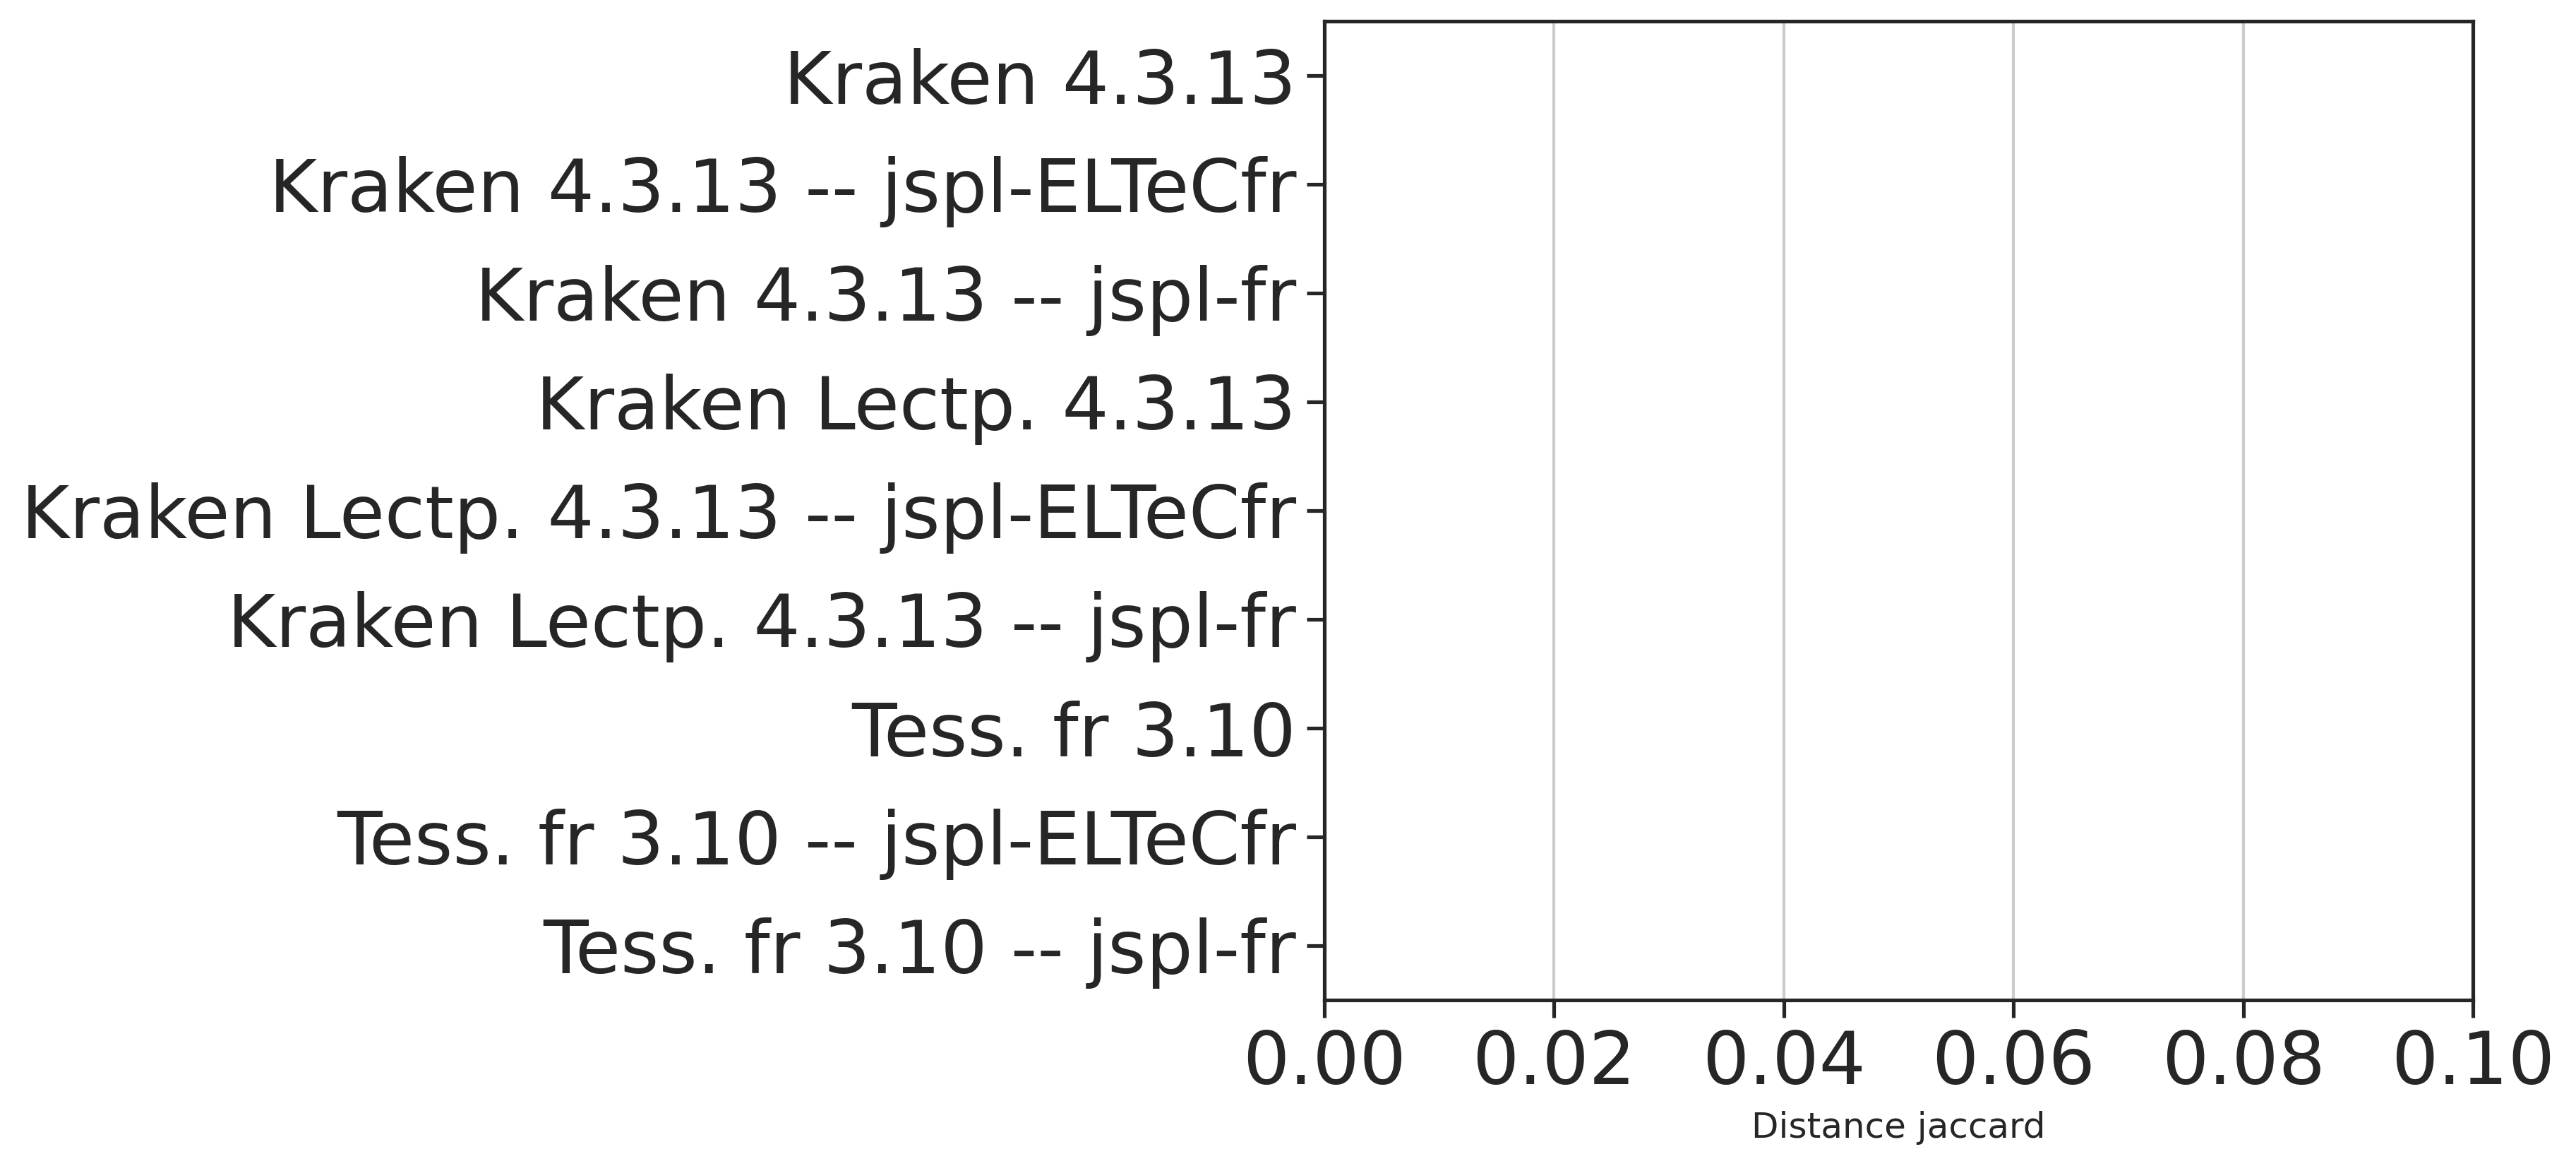 Kraken 4.3.13
Kraken 4.3.13 -- jspl-ELTeCfr
Kraken 4.3.13 -- jspl-fr
Kraken Lectp. 4.3.13
Kraken Lectp. 4.3.13 -- jspl-ELTeCfr
Kraken Lectp. 4.3.13 -- jspl-fr
Tess. fr 3.10
Tess. fr 3.10 -- jspl-ELTeCfr
Tess. fr 3.10 -- jspl-fr
0.00 0.02 0.04 0.06 0.08 0.10
Distance jaccard